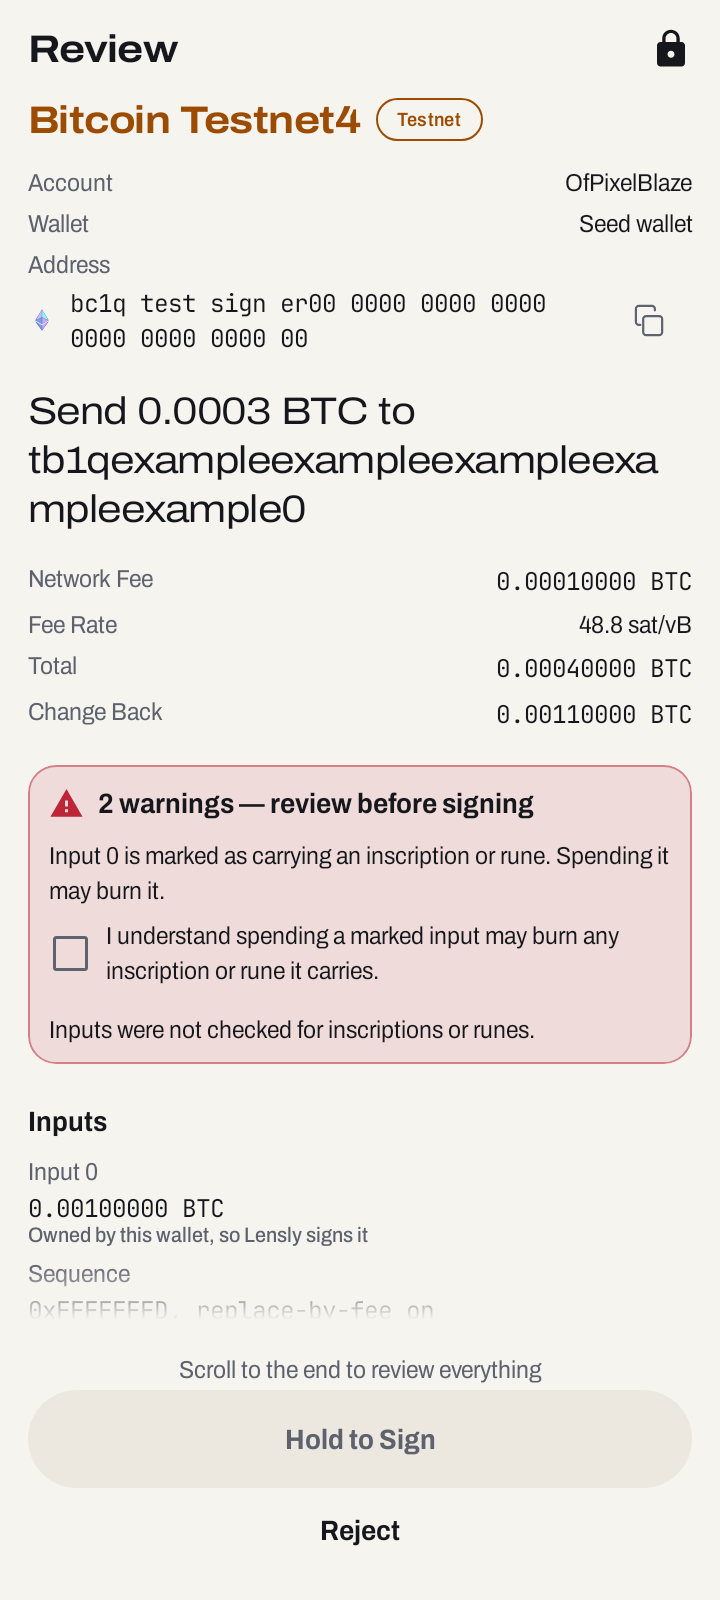 Review
Bitcoin Testnet4 Testnet
Account OfPixelBlaze
Wallet Seed wallet
Address
bc1q test sign er00 0000 0000 0000
0000 0000 0000 00
Send 0.0003 BTC to
tb1qexampleexampleexampleexa
mpleexample0
Network Fee 0.00010000 BTC
Fee Rate 48.8 sat/vB
Total 0.00040000 BTC
Change Back 0.00110000 BTC
2 warnings — review before signing
Input 0 is marked as carrying an inscription or rune. Spending it
may burn it.
I understand spending a marked input may burn any
inscription or rune it carries.
Inputs were not checked for inscriptions or runes.
Inputs
Input 0
0.00100000 BTC
Owned by this wallet, so Lensly signs it
Sequence
0xFFFFFFFD, replace-by-fee on
Scroll to the end to review everything
Hold to Sign
Reject